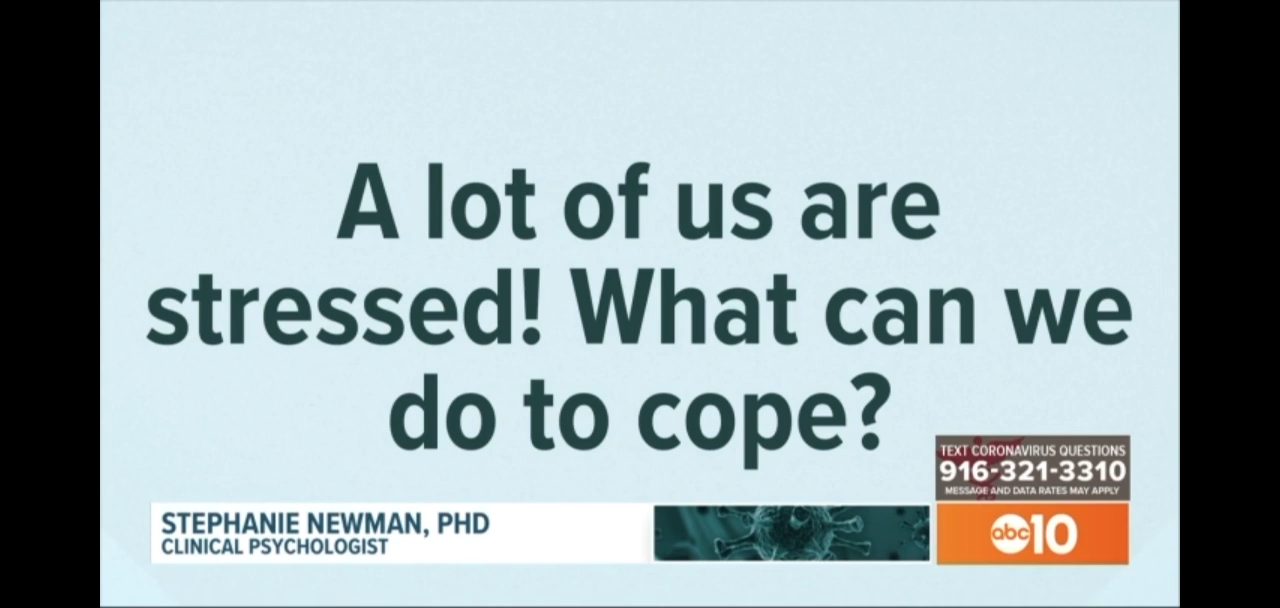 A lot of us are
stressed! What can we
do to cope?
TEXT CORONAVIRUS QUESTIONS
916-321-3310
MESSAGE AND DATA RATES MAY APPLY
STEPHANIE NEWMAN, PHD
CLINICAL PSYCHOLOGIST
abc10